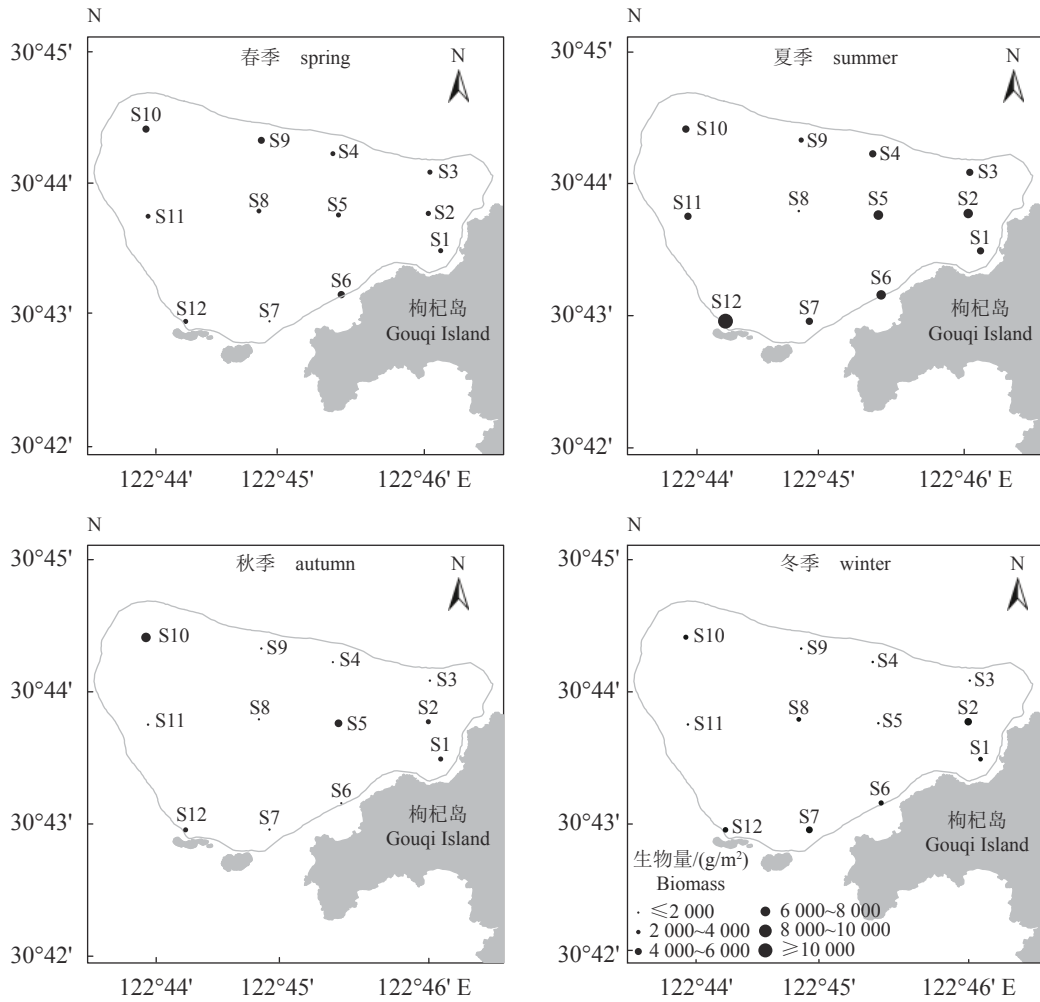 N
30°45'
春季 spring
N
S10
S9
S4
S3
30°44'
S11
S8
S5
S2
S1
S6
S12
S7
枸杞岛
Gouqi Island
30°43'
30°42'
122°44'
122°45'
122°46' E
N
30°45'
夏季 summer
N
S10
S9
S4
S3
30°44'
S11
S8
S5
S2
S1
S6
S12
S7
枸杞岛
Gouqi Island
30°43'
30°42'
122°44'
122°45'
122°46' E
N
30°45'
秋季 autumn
N
S10
S9
S4
S3
30°44'
S11
S8
S5
S2
S1
S6
S12
S7
枸杞岛
Gouqi Island
30°43'
30°42'
122°44'
122°45'
122°46' E
N
30°45'
冬季 winter
N
S10
S9
S4
S3
30°44'
S11
S8
S5
S2
S1
S6
S12
S7
枸杞岛
Gouqi Island
30°43'
生物量/(g/m²)
Biomass
≤2 000
2 000~4 000
4 000~6 000
6 000~8 000
8 000~10 000
≥10 000
30°42'
122°44'
122°45'
122°46' E